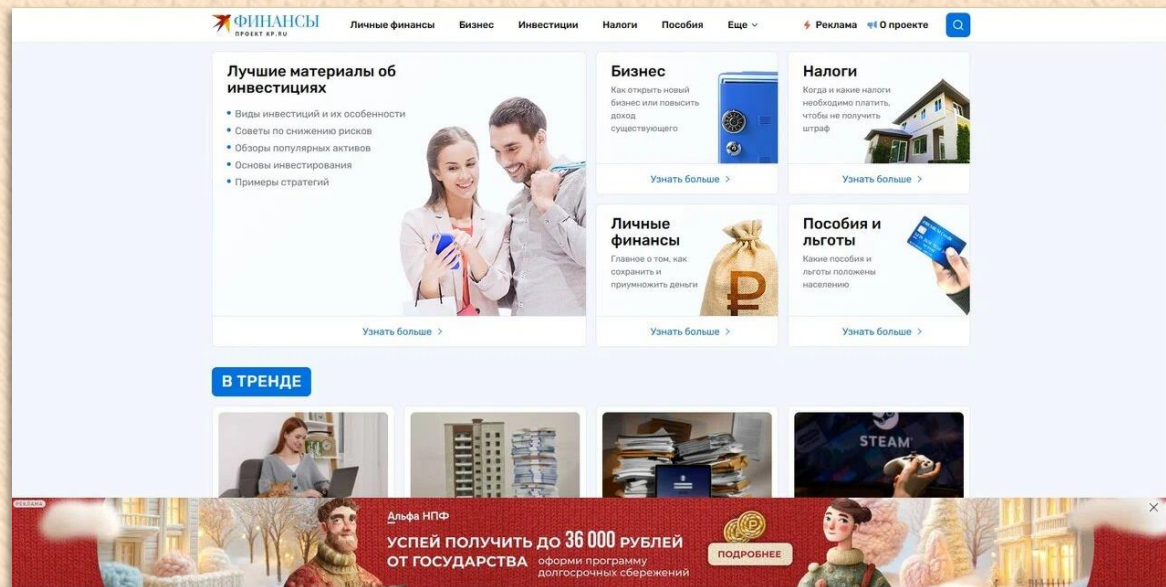 ФИНАНСЫ
ПРОЕКТ KP.RU
Личные финансы
Бизнес
Инвестиции
Налоги
Пособия
Еще
Реклама
О проекте
Лучшие материалы об
инвестициях
• Виды инвестиций и их особенности
• Советы по снижению рисков
• Обзоры популярных активов
• Основы инвестирования
• Примеры стратегий
Узнать больше >
Бизнес
Как открыть новый
бизнес или повысить
доход
существующего
Узнать больше >
Налоги
Когда и какие налоги
необходимо платить,
чтобы не получить
штраф
Узнать больше >
Личные
финансы
Главное о том, как
сохранить и
приумножить деньги
Узнать больше >
Пособия и
льготы
Какие пособия и
льготы положены
населению
Узнать больше >
В ТРЕНДЕ
STEAM
РЕКЛАМА
Альфа НПФ
УСПЕЙ ПОЛУЧИТЬ ДО 36 000 РУБЛЕЙ
ОТ ГОСУДАРСТВА оформи программу
долгосрочных сбережений
ПОДРОБНЕЕ